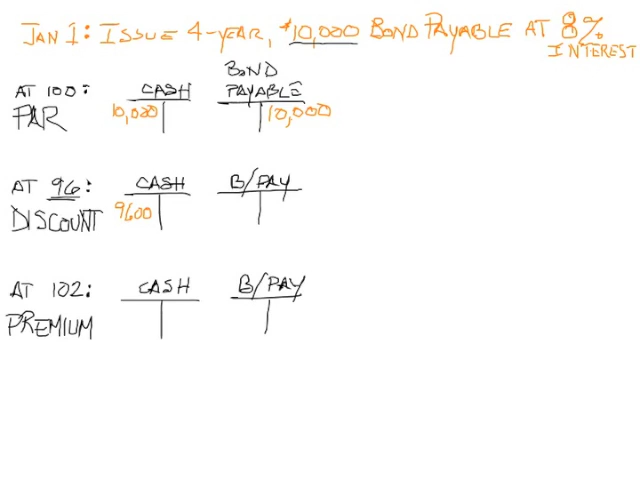 JAN 1: ISSUE 4-YEAR, $10,000 BOND PAYABLE AT 8%
INTEREST
AT 100: CASH BOND PAYABLE
PAR 10,000 10,000
AT 96: CASH B/PAY
DISCOUNT 9600
AT 102: CASH B/PAY
PREMIUM